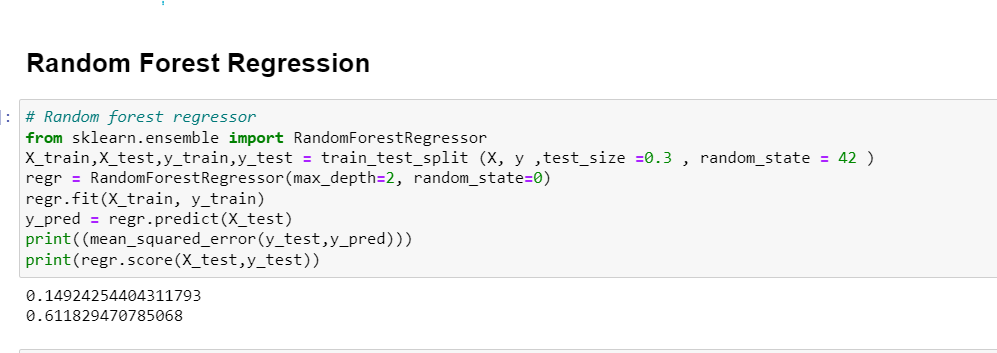 Random Forest Regression
]: # Random forest regressor
from sklearn.ensemble import RandomForestRegressor
X_train,X_test,y_train,y_test = train_test_split (X, y ,test_size =0.3 , random_state = 42 )
regr = RandomForestRegressor(max_depth=2, random_state=0)
regr.fit(X_train, y_train)
y_pred = regr.predict(X_test)
print((mean_squared_error(y_test,y_pred)))
print(regr.score(X_test,y_test))
0.14924254404311793
0.611829470785068